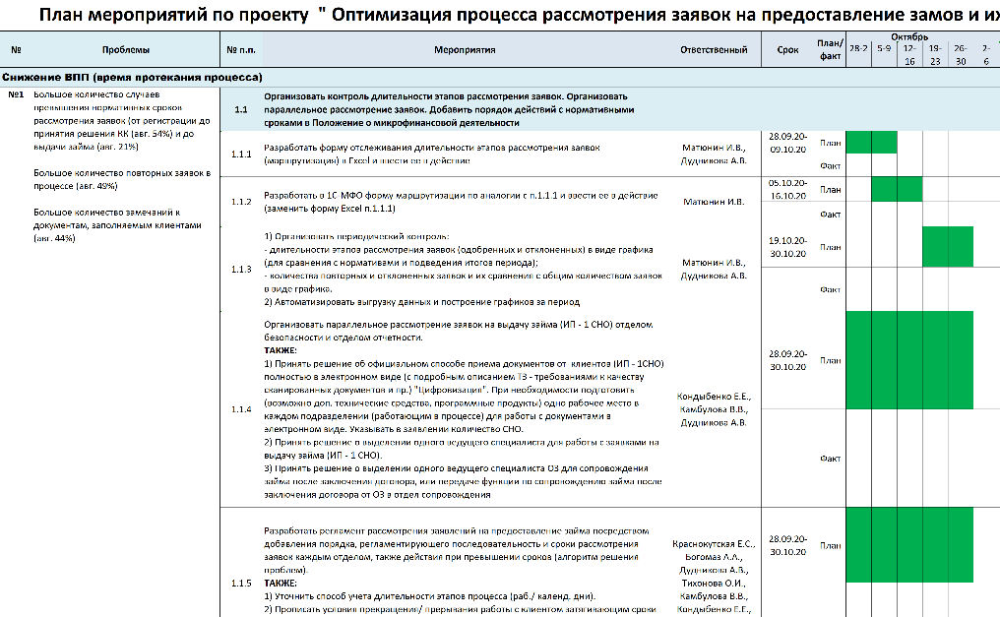 План мероприятий по проекту " Оптимизация процесса рассмотрения заявок на предоставление замов и их
№ Проблемы № п.п. Мероприятия Ответственный Срок План/ факт Октябрь
28-2 5-9 12-16 19-23 26-30 2-6
Снижение ВПП (время протекания процесса)
№1
Большое количество случаев
превышения нормативных сроков
рассмотрения заявок (от регистрации до
принятия решения КК (авг. 54%) и до
выдачи займа (авг. 21%)
Большое количество повторных заявок в
процессе (авг. 49%)
Большое количество замечаний к
документам, заполняемым клиентами
(авг. 44%)
1.1
Организовать контроль длительности этапов рассмотрения заявок. Организовать
параллельное рассмотрение заявок. Добавить порядок действий с нормативными
сроками в Положение о микрофинансовой деятельности
1.1.1
Разработать форму отслеживания длительности этапов рассмотрения заявок
(маршрутизация) в Excel и ввести ее в действие
Матюнин И.В.,
Дудникова А.В.
28.09.20-
09.10.20
План
Факт
1.1.2
Разработать в 1С-МФО форму маршрутизации по аналогии с п.1.1.1 и ввести ее в действие
(заменить форму Excel п.1.1.1)
Матюнин И.В.
05.10.20-
16.10.20
План
Факт
1.1.3
1) Организовать периодический контроль:
- длительности этапов рассмотрения заявок (одобренных и отклоненных) в виде графика
(для сравнения с нормативами и подведения итогов периода);
- количества повторных и отклоненных заявок и их сравнения с общим количеством заявок
в виде графика.
2) Автоматизировать выгрузку данных и построение графиков за период
Матюнин И.В.,
Дудникова А.В.
19.10.20-
30.10.20
План
Факт
1.1.4
Организовать параллельное рассмотрение заявок на выдачу займа (ИП - 1 СНО) отделом
безопасности и отделом отчетности.
ТАКЖЕ:
1) Принять решение об официальном способе приема документов от клиентов (ИП - 1СНО)
полностью в электронном виде (с подробным описанием ТЗ - требованиями к качеству
сканированных документов и пр.) "Цифровизация". При необходимости подготовить
(возможно доп. технические средства, программные продукты) одно рабочее место в
каждом подразделении (работающим в процессе) для работы с документами в
электронном виде. Указывать в заявлении количество СНО.
2) Принять решение о выделении одного ведущего специалиста для работы с заявками на
выдачу займа (ИП - 1 СНО).
3) Принять решение о выделении одного ведущего специалиста ОЗ для сопровождения
займа после заключения договора, или передаче функции по сопровождению займа после
заключения договора от ОЗ в отдел сопровождения
Кондыбенко Е.Е.,
Камбулова В.В.,
Дудникова А.В.
28.09.20-
30.10.20
План
Факт
1.1.5
Разработать регламент рассмотрения заявлений на предоставление займа посредством
добавления порядка, регламентирующего последовательность и сроки рассмотрения
заявок каждым отделом, также действия при превышении сроков (алгоритм решения
проблем).
ТАКЖЕ:
1) Уточнить способ учета длительности этапов процесса (раб./ календ. дни).
2) Прописать условия прекращения/ прерывания работы с клиентом затягивающим сроки
Краснокутская Е.С.,
Богомаз А.А.,
Дудникова А.В.,
Тихонова О.И.,
Камбулова В.В.,
Кондыбенко Е.Е.,
28.09.20-
30.10.20
План